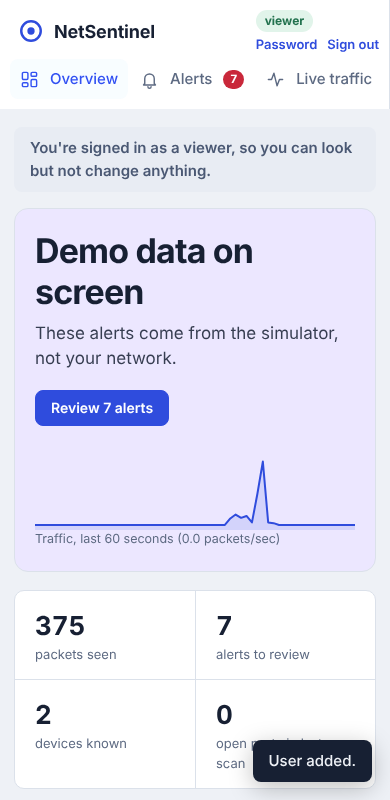 NetSentinel
viewer
Password Sign out
Overview Alerts 7 Live traffic
You're signed in as a viewer, so you can look
but not change anything.
Demo data on
screen
These alerts come from the simulator,
not your network.
Review 7 alerts
Traffic, last 60 seconds (0.0 packets/sec)
375
packets seen
7
alerts to review
2
devices known
0
open
scan
User added.